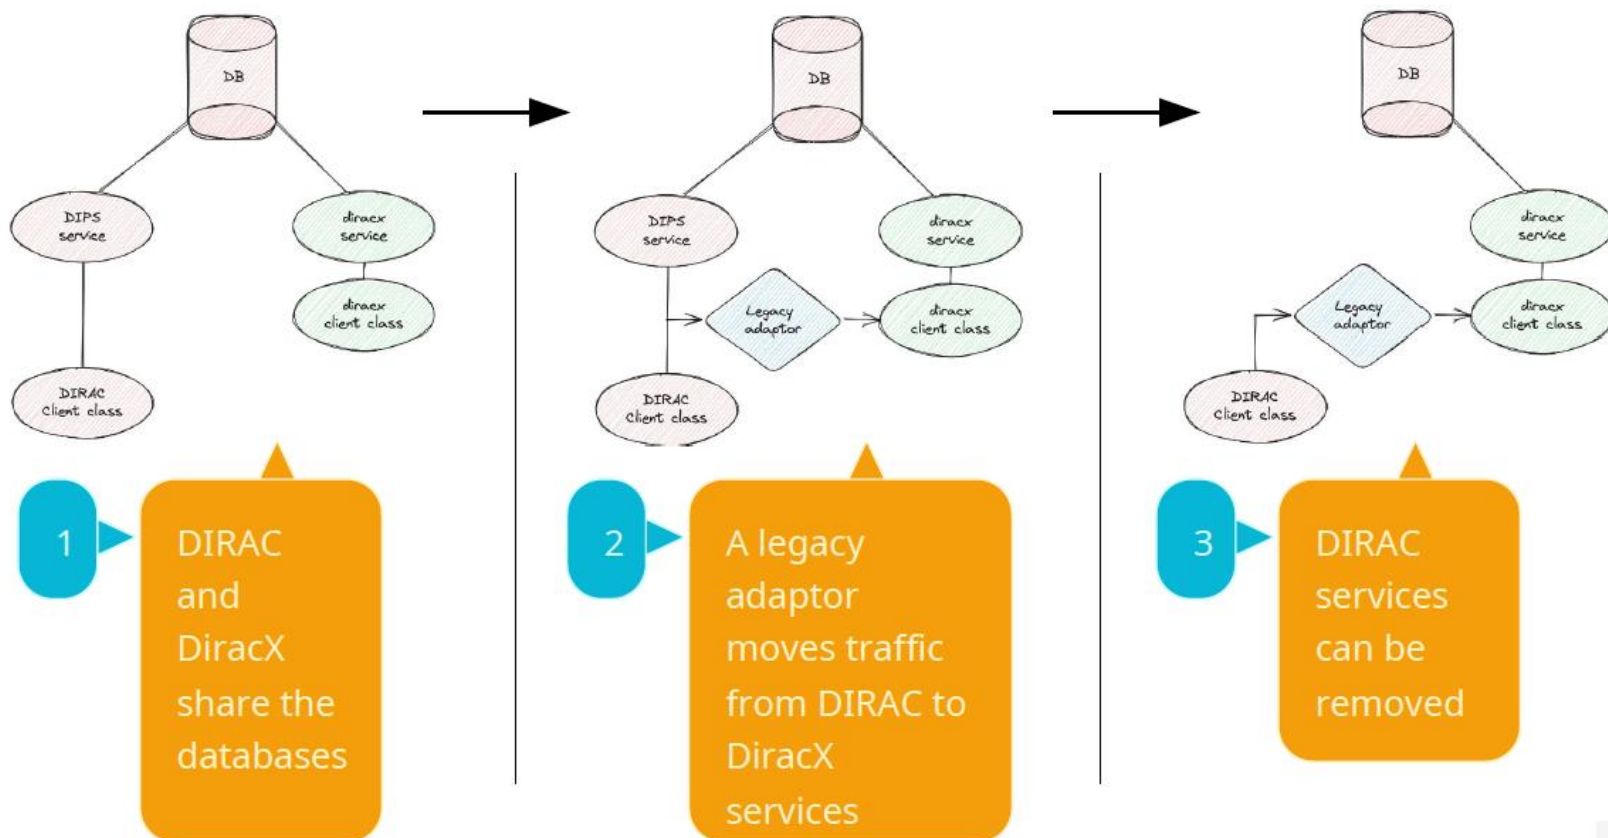 DB
DIPS
service
diracx
service
diracx
client class
DIRAC
Client class
1
DIRAC
and
DiracX
share the
databases
DB
DIPS
service
diracx
service
Legacy
adaptor
diracx
client class
DIRAC
Client class
2
A legacy
adaptor
moves traffic
from DIRAC to
DiracX
services
DB
diracx
service
Legacy
adaptor
diracx
client class
DIRAC
Client class
3
DIRAC
services
can be
removed